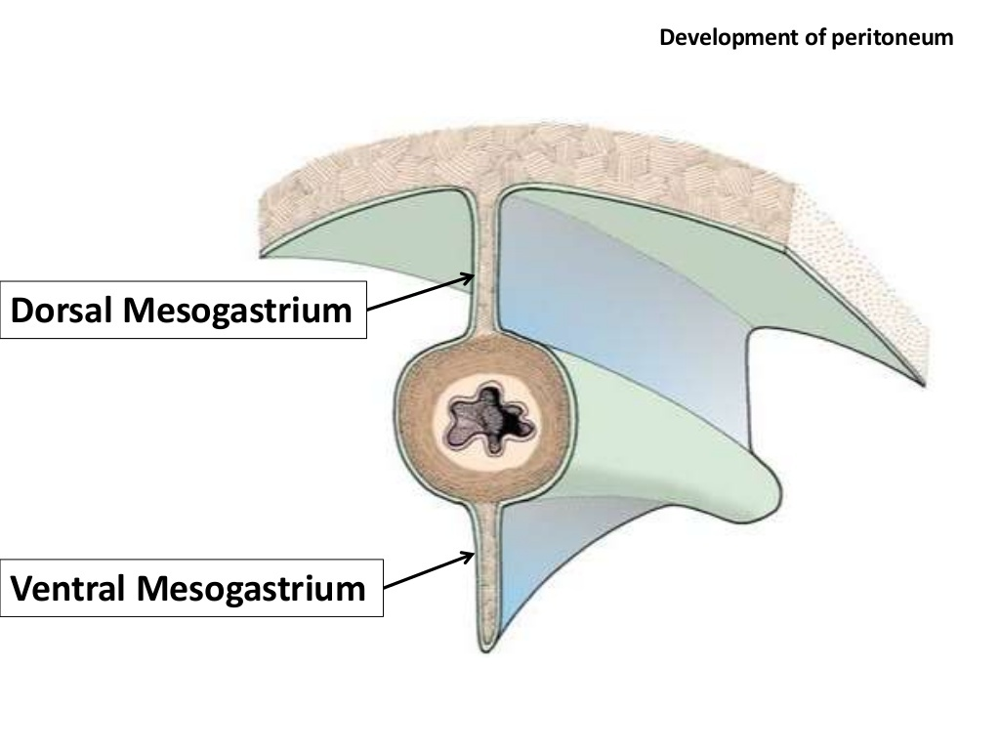 Development of peritoneum
Dorsal Mesogastrium
Ventral Mesogastrium